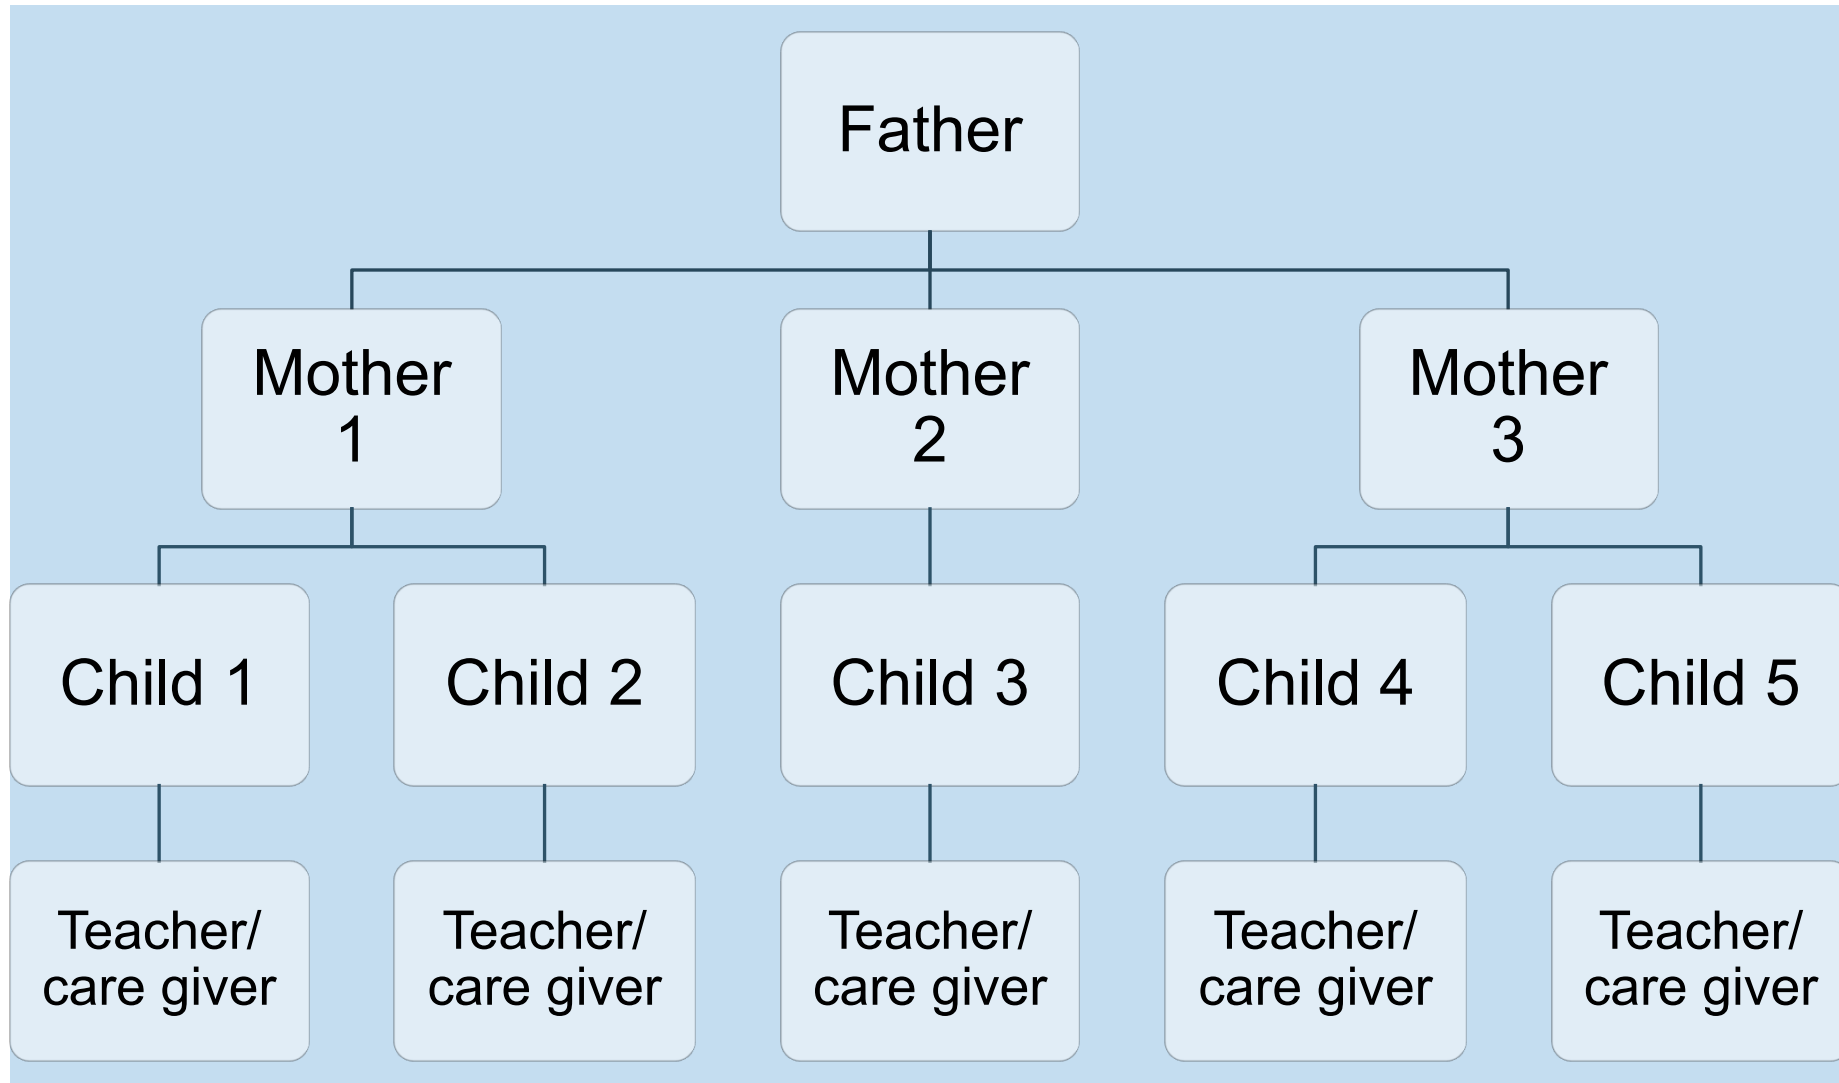 Father
Mother
1
Mother
2
Mother
3
Child 1
Child 2
Child 3
Child 4
Child 5
Teacher/
care giver
Teacher/
care giver
Teacher/
care giver
Teacher/
care giver
Teacher/
care giver